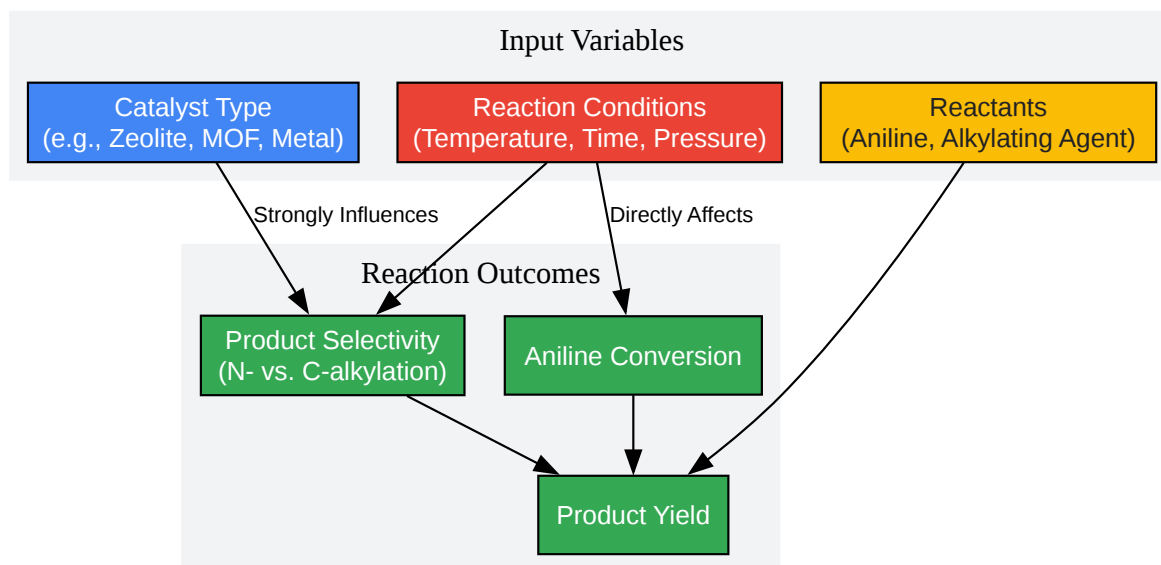 Input Variables
Catalyst Type
(e.g., Zeolite, MOF, Metal)
Reaction Conditions
(Temperature, Time, Pressure)
Reactants
(Aniline, Alkylating Agent)
Strongly Influences
Directly Affects
Reaction Outcomes
Product Selectivity
(N- vs. C-alkylation)
Aniline Conversion
Product Yield